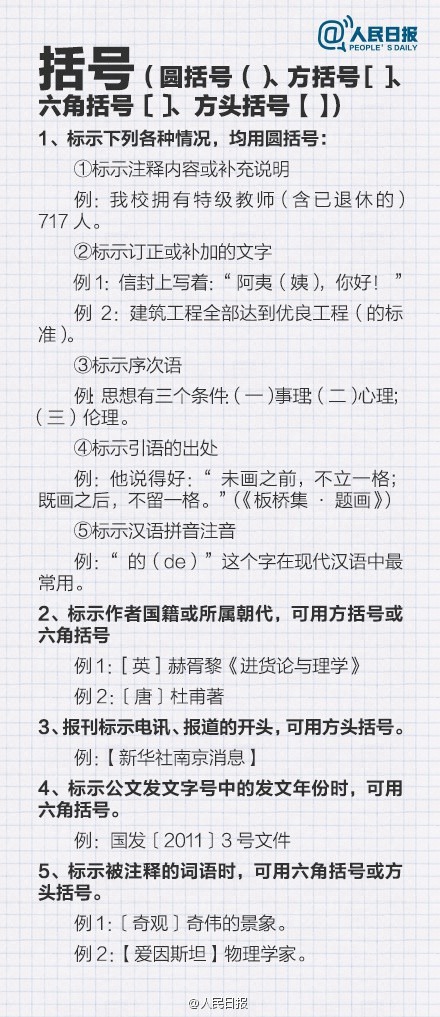 @人民日报
PEOPLE'S DAILY
括号（圆括号（ ）、方括号[ ]、
六角括号〔 〕、方头括号【 】）
1、标示下列各种情况，均用圆括号：
①标示注释内容或补充说明
例：我校拥有特级教师（含已退休的）
717人。
②标示订正或补加的文字
例1：信封上写着：“阿夷（姨），你好！”
例2：建筑工程全部达到优良工程（的标
准）。
③标示序次语
例：思想有三个条件：（一）事理；（二）心理；
（三）伦理。
④标示引语的出处
例：他说得好：“未画之前，不立一格；
既画之后，不留一格。”（《板桥集·题画》）
⑤标示汉语拼音注音
例：“的（de）”这个字在现代汉语中最
常用。
2、标示作者国籍或所属朝代，可用方括号或
六角括号
例1：[英]赫胥黎《进货论与理学》
例2：〔唐〕杜甫著
3、报刊标示电讯、报道的开头，可用方头括号。
例：【新华社南京消息】
4、标示公文发文字号中的发文年份时，可用
六角括号。
例：国发〔2011〕3号文件
5、标示被注释的词语时，可用六角括号或方
头括号。
例1：〔奇观〕奇伟的景象。
例2：【爱因斯坦】物理学家。
@人民日报